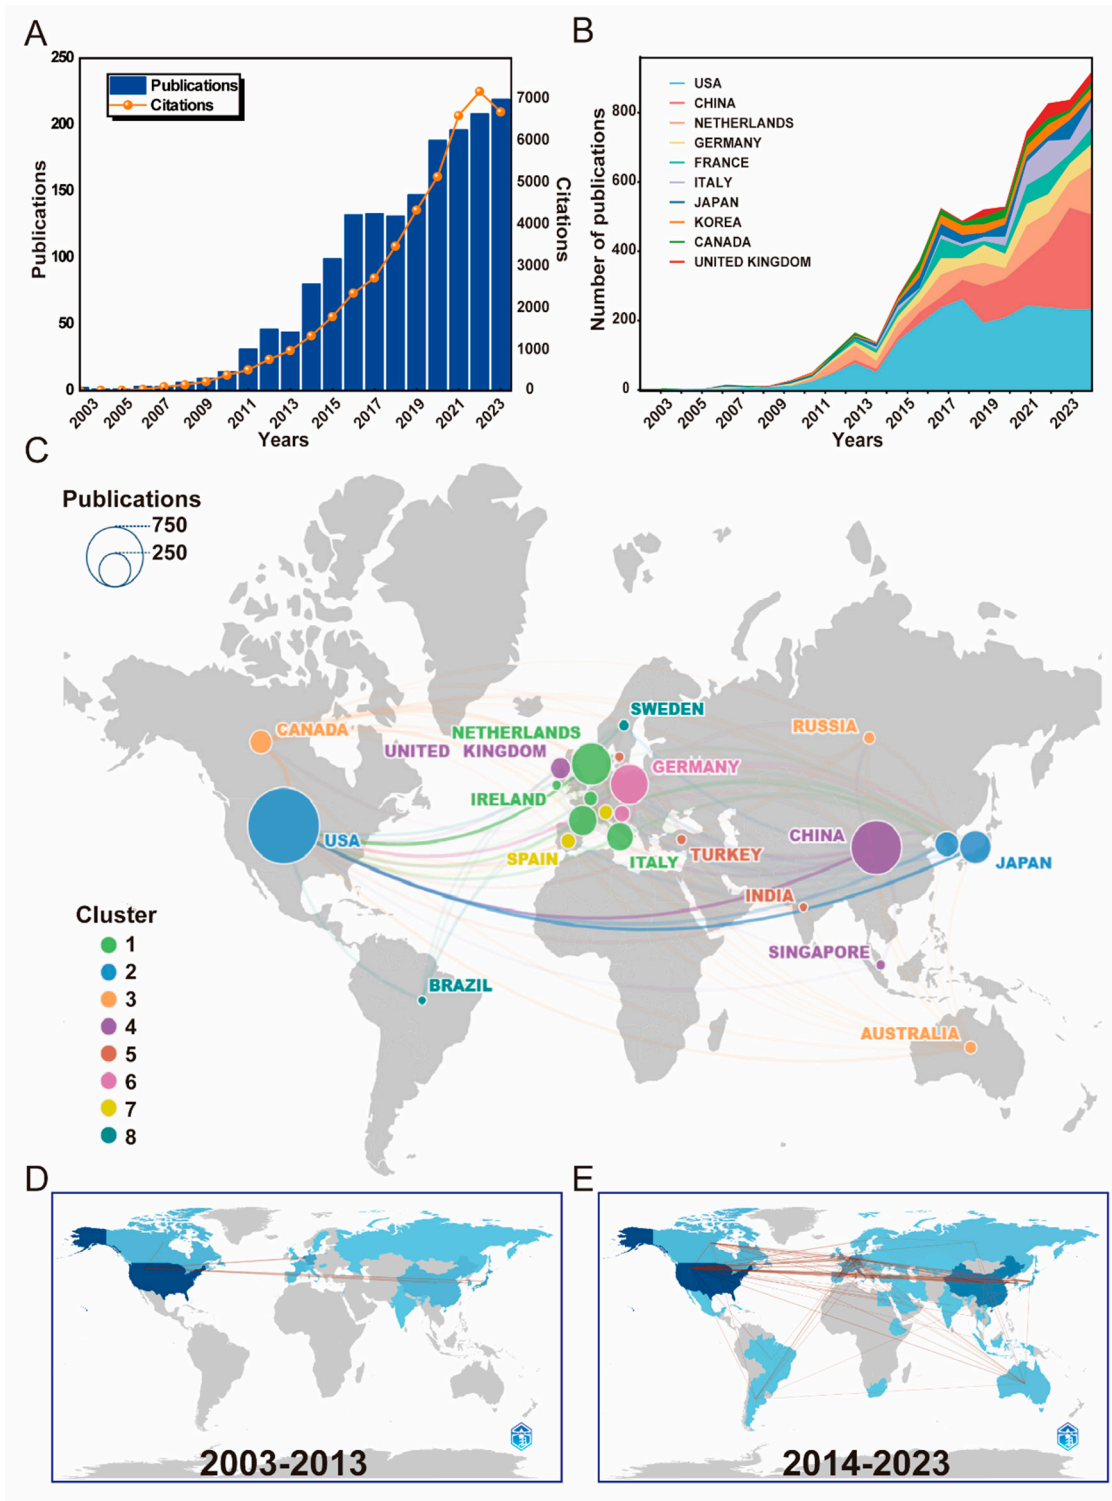 A
Publications
250
200
150
100
50
0
Publications
Citations
7000
6000
5000
4000
3000
2000
1000
0
Citations
2003 2005 2007 2009 2011 2013 2015 2017 2019 2021 2023
Years
B
Number of publications
800
600
400
200
0
USA
CHINA
NETHERLANDS
GERMANY
FRANCE
ITALY
JAPAN
KOREA
CANADA
UNITED KINGDOM
2003 2005 2007 2009 2011 2013 2015 2017 2019 2021 2023
Years
C
Publications
750
250
SWEDEN
CANADA
NETHERLANDS
RUSSIA
UNITED KINGDOM
GERMANY
IRELAND
USA
CHINA
SPAIN
ITALY
TURKEY
JAPAN
INDIA
SINGAPORE
BRAZIL
AUSTRALIA
Cluster
1
2
3
4
5
6
7
8
D
2003-2013
E
2014-2023